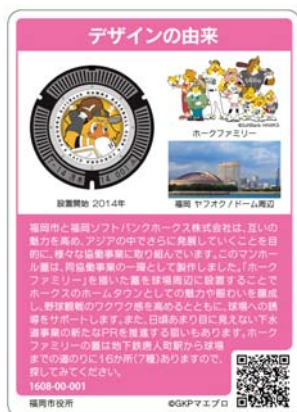 デザインの由来
©SoftBank HAWKS
ホークファミリー
設置開始 2014年
福岡 ヤフオク!ドーム周辺
福岡市と福岡ソフトバンクホークス株式会社は、互いの
魅力を高め、アジアの中でさらに発展していくことを目
的に、様々な協働事業に取り組んでいます。このマンホー
ル蓋は、同協働事業の一環として製作しました。「ホーク
ファミリー」を描いた蓋を球場周辺に設置することで
ホークスのホームタウンとしての魅力や賑わいを醸成
し、野球観戦のワクワク感を高めるとともに、球場への誘
導をサポートします。また、日頃あまり目に見えない下水
道事業の新たなPRを推進する狙いもあります。ホーク
ファミリーの蓋は地下鉄唐人町駅から球場
までの道のりに16か所(7種)ありますので、
探してみてください。
1608-00-001
福岡市役所
©GKPマエプロ